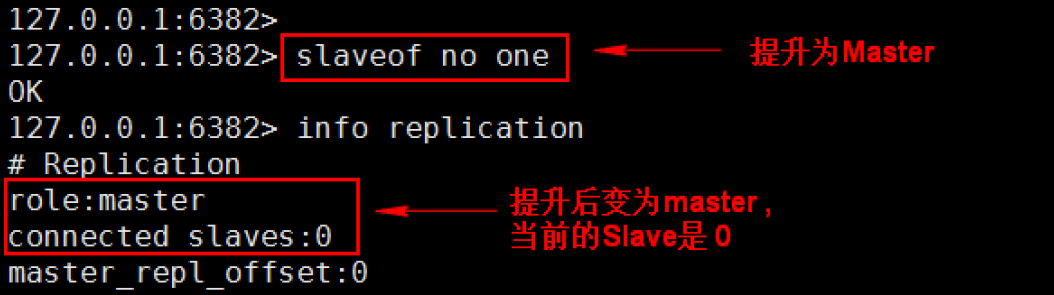 127.0.0.1:6382>
127.0.0.1:6382> slaveof no one
提升为Master
OK
127.0.0.1:6382> info replication
# Replication
role:master
connected_slaves:0
提升后变为master ,
当前的Slave是 0
master_repl_offset:0